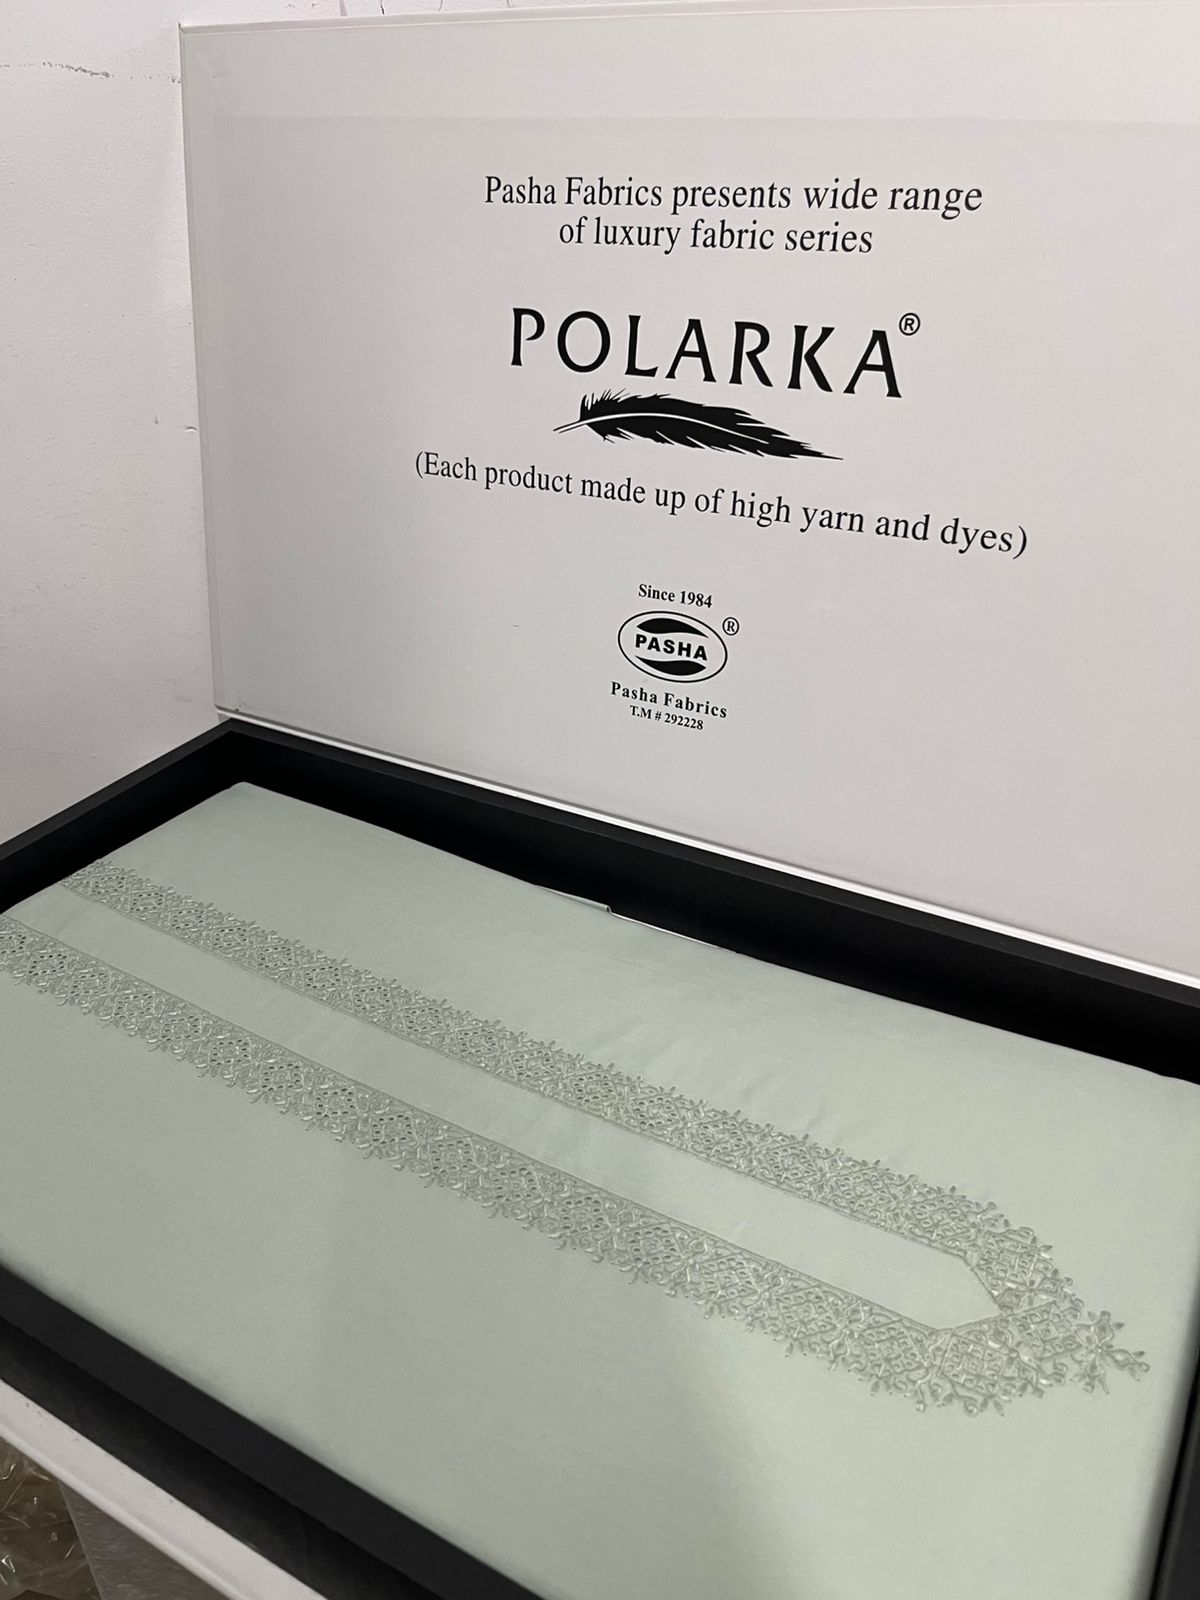 Pasha Fabrics presents wide range
of luxury fabric series
POLARKA®
(Each product made up of high yarn and dyes)
Since 1984
PASHA ®
Pasha Fabrics
T.M # 292228